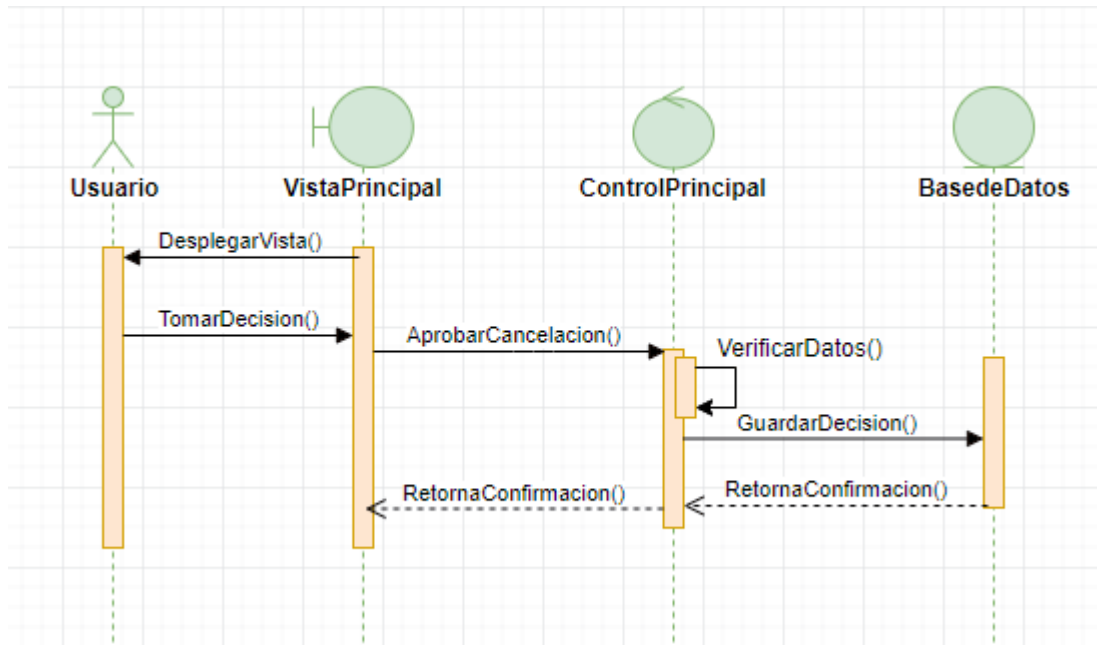 Usuario
VistaPrincipal
ControlPrincipal
BasedeDatos
DesplegarVista()
TomarDecision()
AprobarCancelacion()
VerificarDatos()
GuardarDecision()
RetornaConfirmacion()
RetornaConfirmacion()